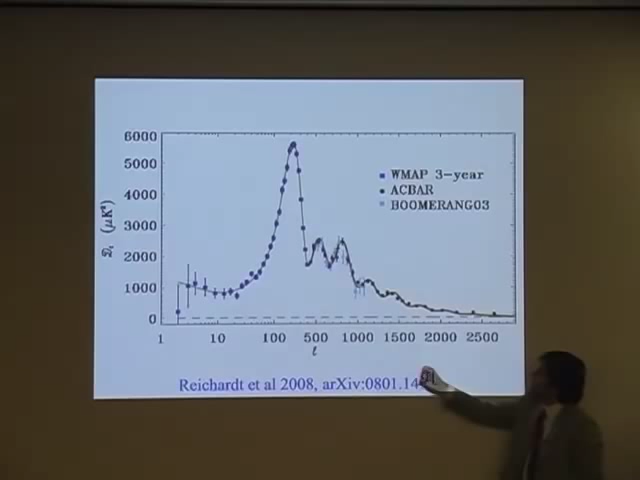 6000
5000
4000
3000
2000
1000
0
WMAP 3-year
ACBAR
BOOMERANG03
(μK²)
1 10 100 500 1000 1500 2000 2500
ℓ
Reichardt et al 2008, arXiv:0801.14